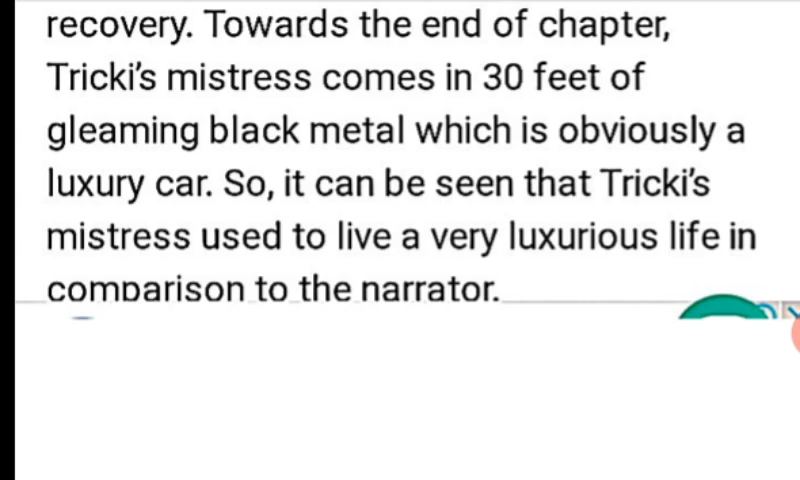 recovery. Towards the end of chapter,
Tricki's mistress comes in 30 feet of
gleaming black metal which is obviously a
luxury car. So, it can be seen that Tricki's
mistress used to live a very luxurious life in
comparison to the narrator.